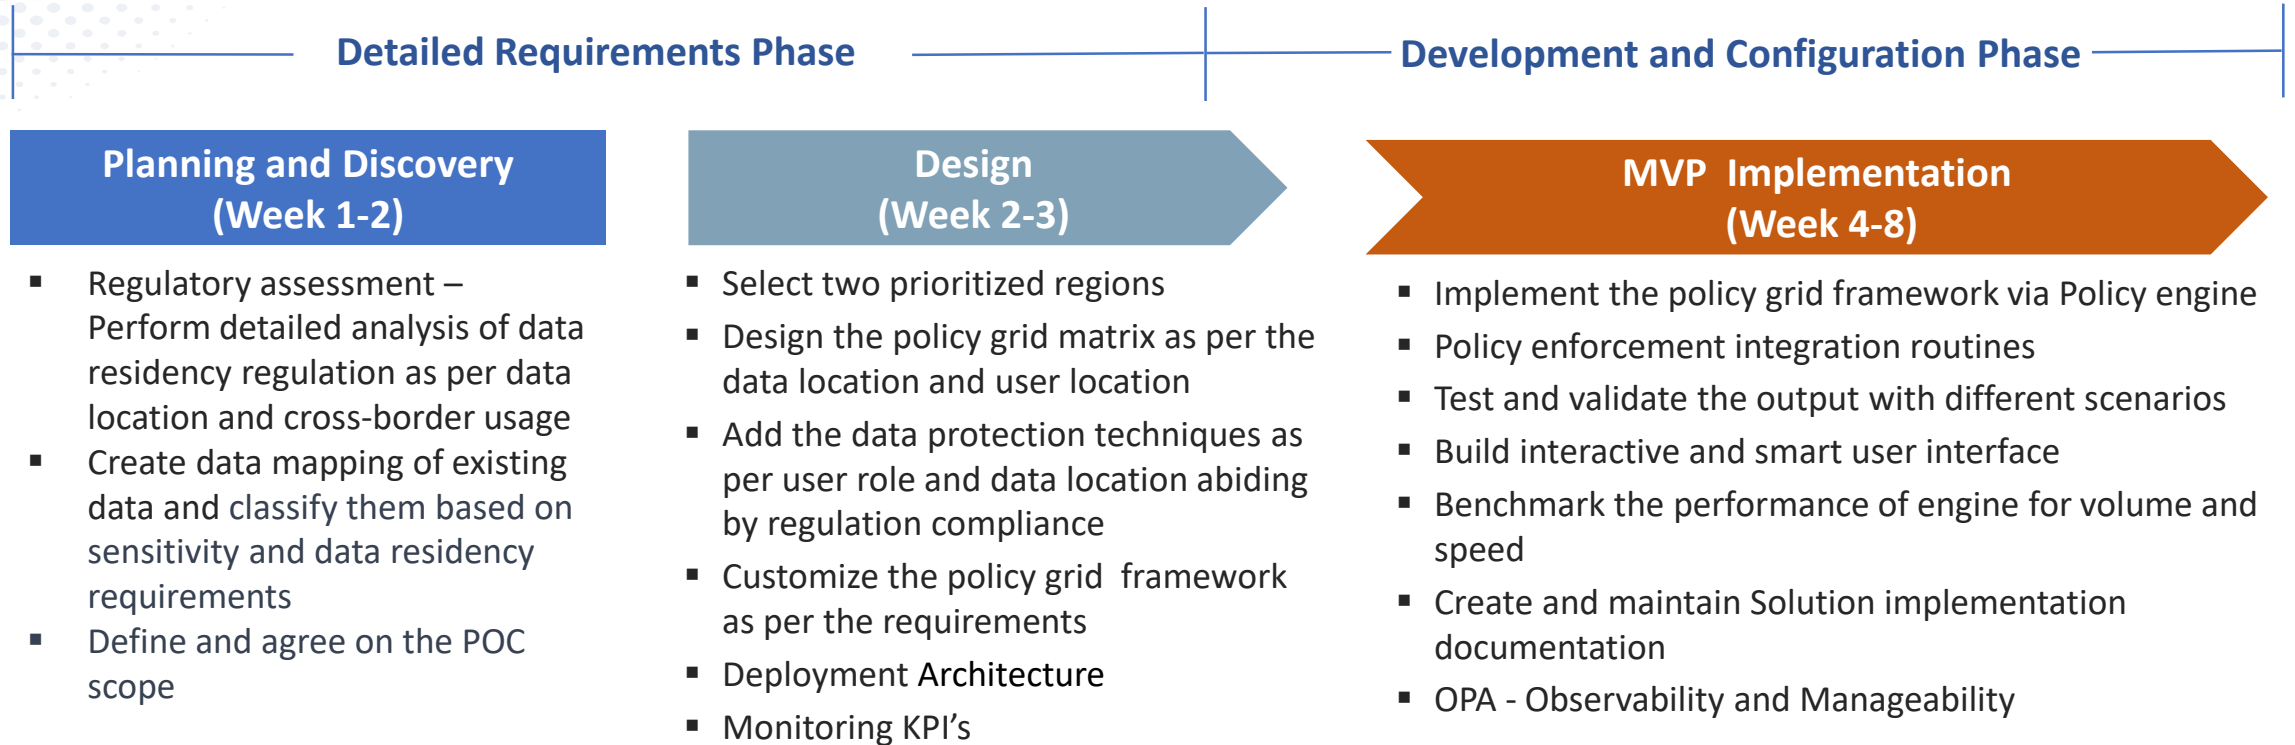 Detailed Requirements Phase
Development and Configuration Phase
Planning and Discovery
(Week 1-2)
▪ Regulatory assessment –
Perform detailed analysis of data
residency regulation as per data
location and cross-border usage
▪ Create data mapping of existing
data and classify them based on
sensitivity and data residency
requirements
▪ Define and agree on the POC
scope
Design
(Week 2-3)
▪ Select two prioritized regions
▪ Design the policy grid matrix as per the
data location and user location
▪ Add the data protection techniques as
per user role and data location abiding
by regulation compliance
▪ Customize the policy grid framework
as per the requirements
▪ Deployment Architecture
▪ Monitoring KPI's
MVP Implementation
(Week 4-8)
▪ Implement the policy grid framework via Policy engine
▪ Policy enforcement integration routines
▪ Test and validate the output with different scenarios
▪ Build interactive and smart user interface
▪ Benchmark the performance of engine for volume and
speed
▪ Create and maintain Solution implementation
documentation
▪ OPA - Observability and Manageability